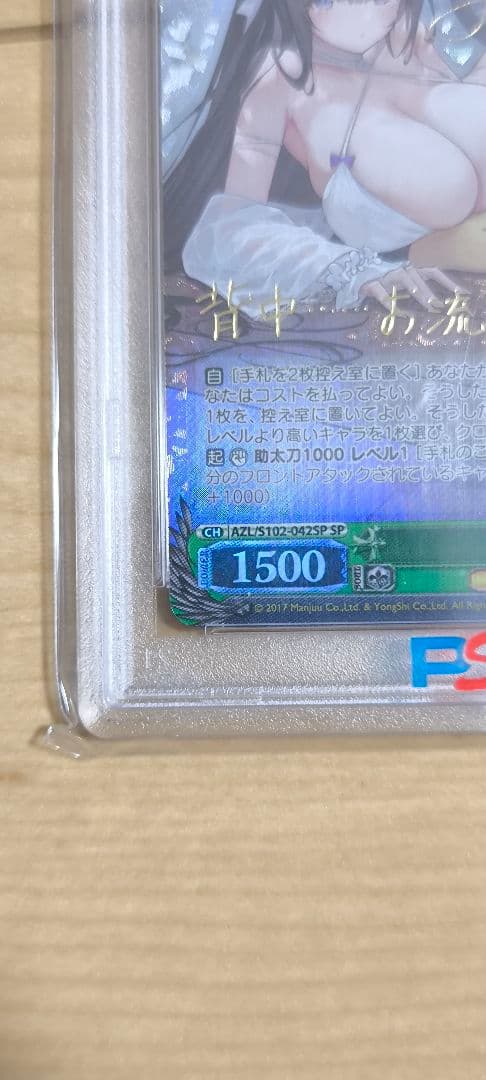 背中……お流
自 [手札を2枚控え室に置く] あなたが
なたはコストを払ってよい。そうした
1枚を、控え室に置いてよい。そうした
レベルより高いキャラを1枚選び、クロ
起 助太刀1000 レベル1 [手札のこ
分のフロントアタックされているキャ
+1000)
CH AZL/S102-042SP SP
POWER 1500 SOUL
© 2017 Manjuu Co.,Ltd. & YongShi Co.,Ltd. All Righ
PS